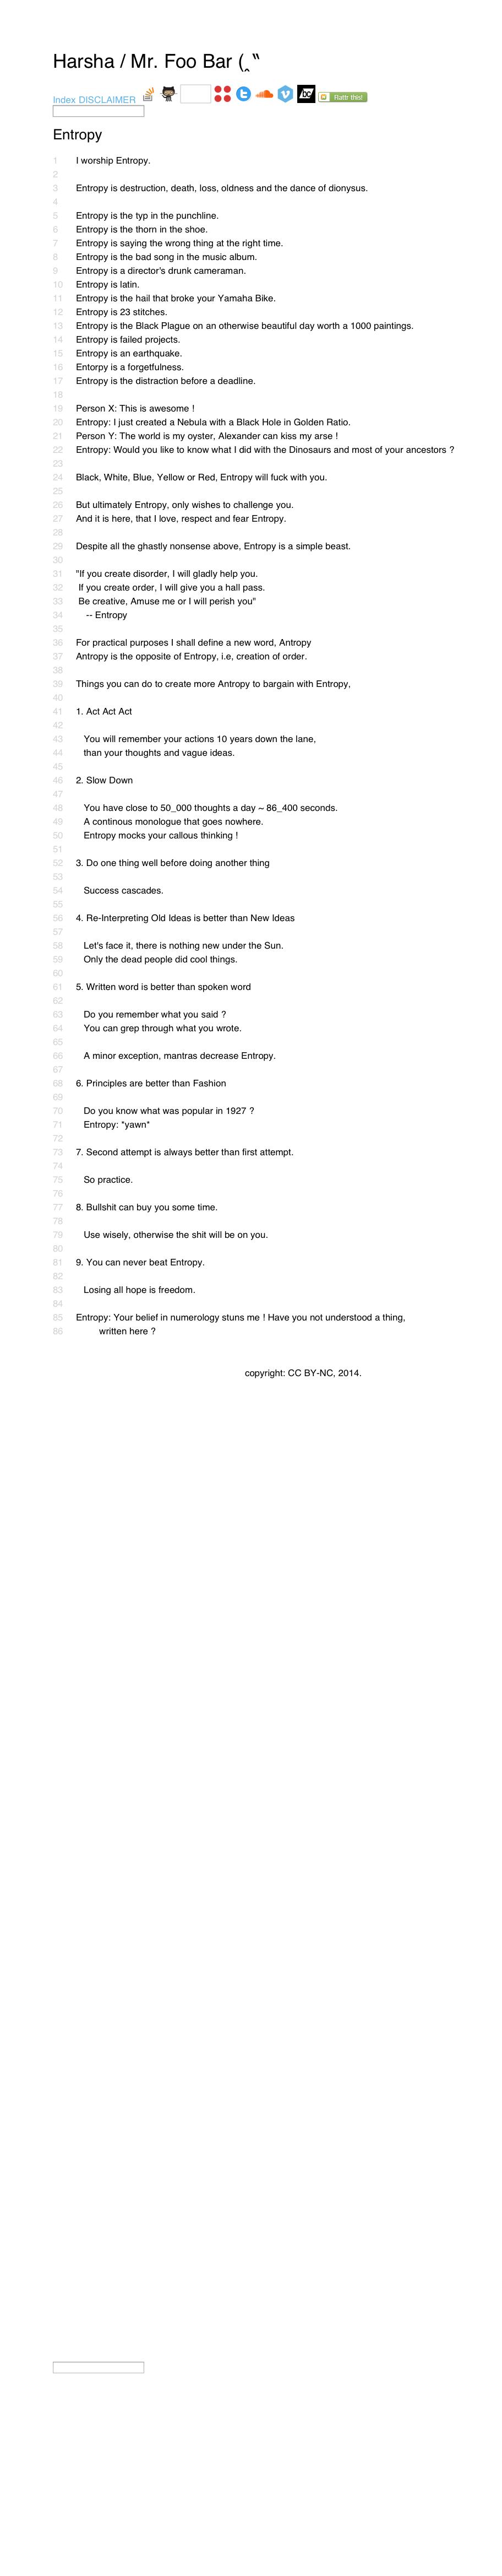 Harsha / Mr. Foo Bar (‸‶
Index DISCLAIMER Flattr this!
Entropy
1 I worship Entropy.
2
3 Entropy is destruction, death, loss, oldness and the dance of dionysus.
4
5 Entropy is the typ in the punchline.
6 Entropy is the thorn in the shoe.
7 Entropy is saying the wrong thing at the right time.
8 Entropy is the bad song in the music album.
9 Entropy is a director's drunk cameraman.
10 Entropy is latin.
11 Entropy is the hail that broke your Yamaha Bike.
12 Entropy is 23 stitches.
13 Entropy is the Black Plague on an otherwise beautiful day worth a 1000 paintings.
14 Entropy is failed projects.
15 Entropy is an earthquake.
16 Entorpy is a forgetfulness.
17 Entropy is the distraction before a deadline.
18
19 Person X: This is awesome !
20 Entropy: I just created a Nebula with a Black Hole in Golden Ratio.
21 Person Y: The world is my oyster, Alexander can kiss my arse !
22 Entropy: Would you like to know what I did with the Dinosaurs and most of your ancestors ?
23
24 Black, White, Blue, Yellow or Red, Entropy will fuck with you.
25
26 But ultimately Entropy, only wishes to challenge you.
27 And it is here, that I love, respect and fear Entropy.
28
29 Despite all the ghastly nonsense above, Entropy is a simple beast.
30
31 "If you create disorder, I will gladly help you.
32 If you create order, I will give you a hall pass.
33 Be creative, Amuse me or I will perish you"
34 -- Entropy
35
36 For practical purposes I shall define a new word, Antropy
37 Antropy is the opposite of Entropy, i.e, creation of order.
38
39 Things you can do to create more Antropy to bargain with Entropy,
40
41 1. Act Act Act
42
43 You will remember your actions 10 years down the lane,
44 than your thoughts and vague ideas.
45
46 2. Slow Down
47
48 You have close to 50_000 thoughts a day ~ 86_400 seconds.
49 A continous monologue that goes nowhere.
50 Entropy mocks your callous thinking !
51
52 3. Do one thing well before doing another thing
53
54 Success cascades.
55
56 4. Re-Interpreting Old Ideas is better than New Ideas
57
58 Let's face it, there is nothing new under the Sun.
59 Only the dead people did cool things.
60
61 5. Written word is better than spoken word
62
63 Do you remember what you said ?
64 You can grep through what you wrote.
65
66 A minor exception, mantras decrease Entropy.
67
68 6. Principles are better than Fashion
69
70 Do you know what was popular in 1927 ?
71 Entropy: *yawn*
72
73 7. Second attempt is always better than first attempt.
74
75 So practice.
76
77 8. Bullshit can buy you some time.
78
79 Use wisely, otherwise the shit will be on you.
80
81 9. You can never beat Entropy.
82
83 Losing all hope is freedom.
84
85 Entropy: Your belief in numerology stuns me ! Have you not understood a thing,
86 written here ?
copyright: CC BY-NC, 2014.